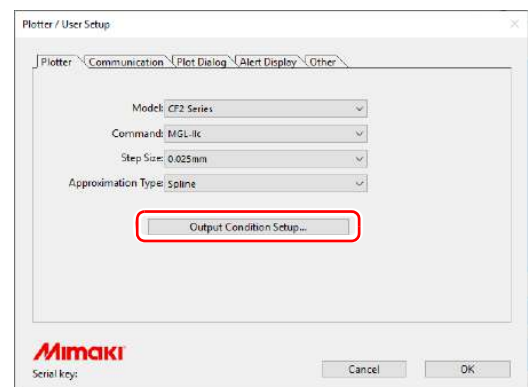 Plotter / User Setup
Plotter Communication Plot Dialog Alert Display Other
Model: CF2 Series
Command: MGL-IIc
Step Size: 0.025mm
Approximation Type: Spline
Output Condition Setup...
Mimaki
Serial key:
Cancel OK